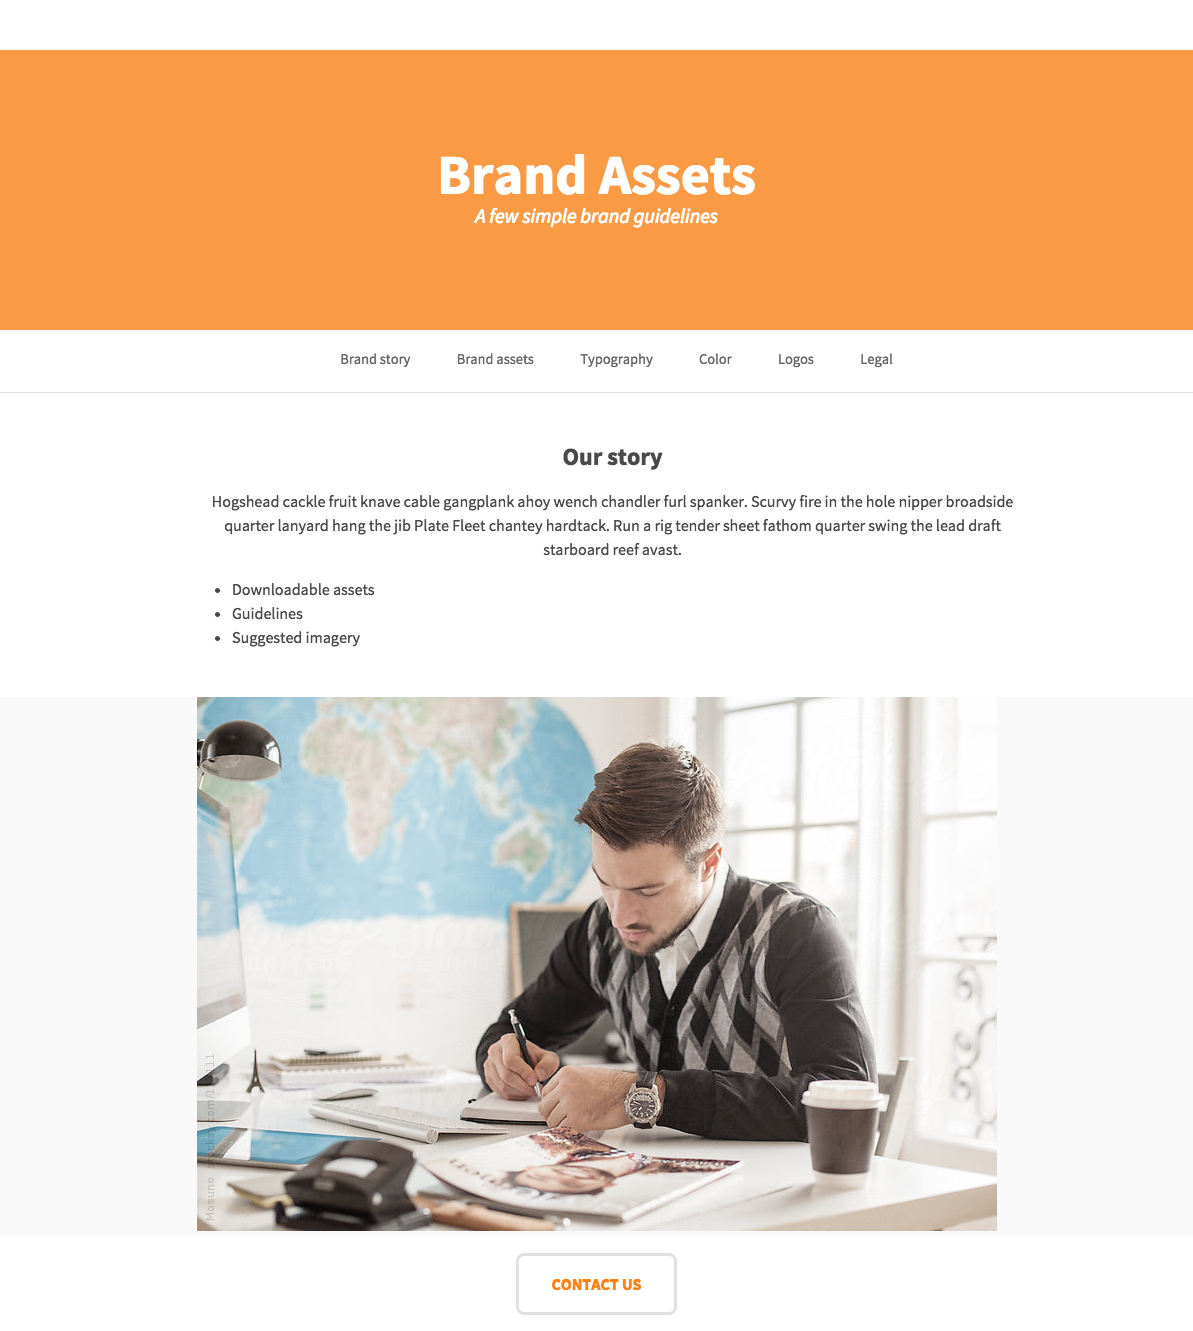 Brand Assets
A few simple brand guidelines
Brand story Brand assets Typography Color Logos Legal
Our story
Hogshead cackle fruit knave cable gangplank ahoy wench chandler furl spanker. Scurvy fire in the hole nipper broadside
quarter lanyard hang the jib Plate Fleet chantey hardtack. Run a rig tender sheet fathom quarter swing the lead draft
starboard reef avast.
• Downloadable assets
• Guidelines
• Suggested imagery
CONTACT US